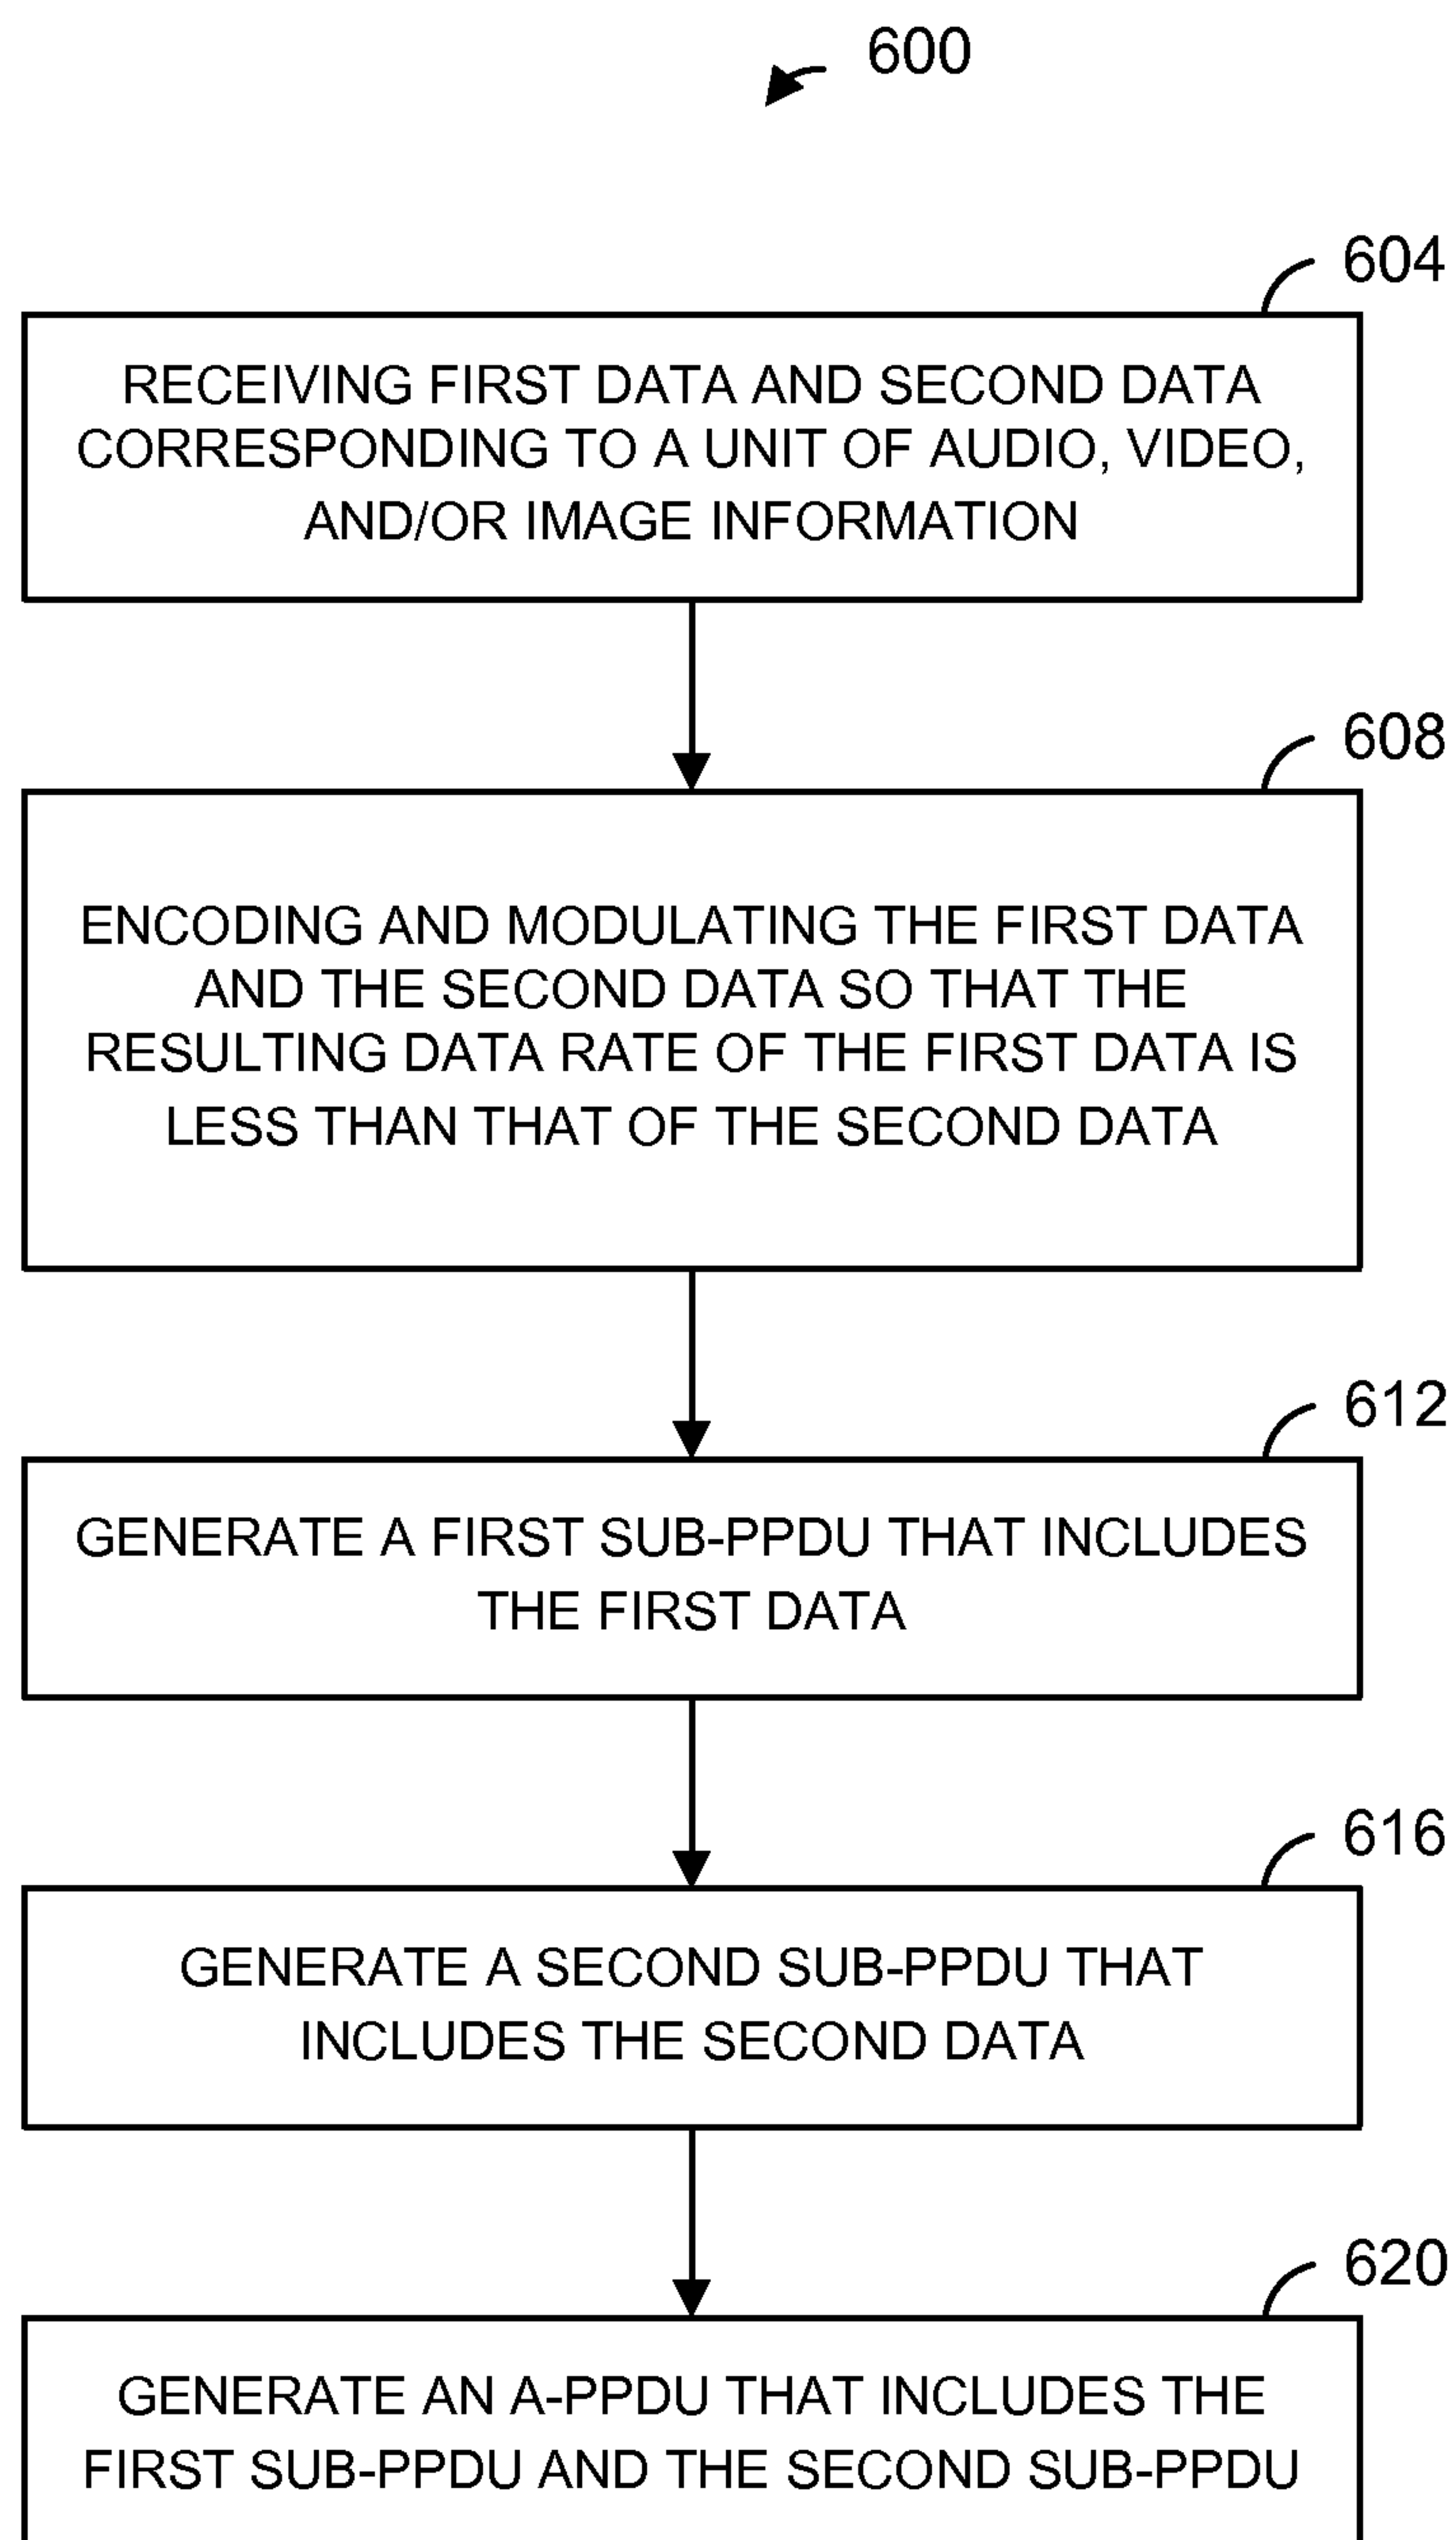 600
604
RECEIVING FIRST DATA AND SECOND DATA
CORRESPONDING TO A UNIT OF AUDIO, VIDEO,
AND/OR IMAGE INFORMATION
608
ENCODING AND MODULATING THE FIRST DATA
AND THE SECOND DATA SO THAT THE
RESULTING DATA RATE OF THE FIRST DATA IS
LESS THAN THAT OF THE SECOND DATA
612
GENERATE A FIRST SUB-PPDU THAT INCLUDES
THE FIRST DATA
616
GENERATE A SECOND SUB-PPDU THAT
INCLUDES THE SECOND DATA
620
GENERATE AN A-PPDU THAT INCLUDES THE
FIRST SUB-PPDU AND THE SECOND SUB-PPDU